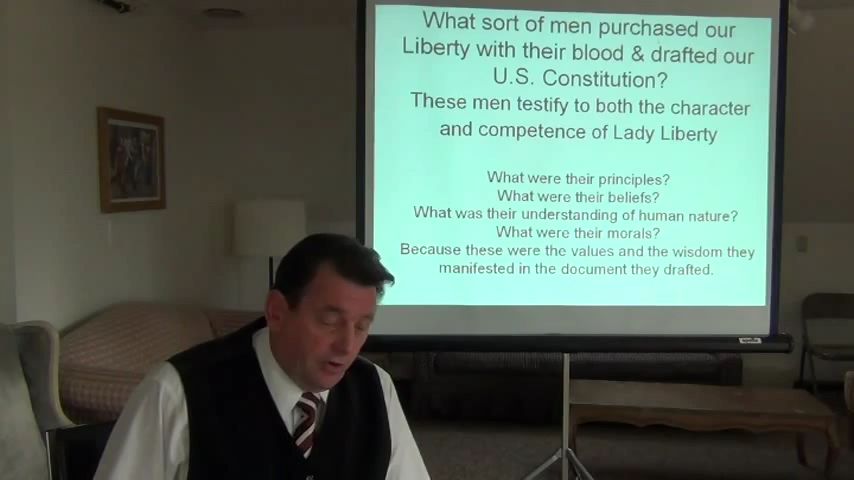 What sort of men purchased our
Liberty with their blood & drafted our
U.S. Constitution?
These men testify to both the character
and competence of Lady Liberty
What were their principles?
What were their beliefs?
What was their understanding of human nature?
What were their morals?
Because these were the values and the wisdom they
manifested in the document they drafted.